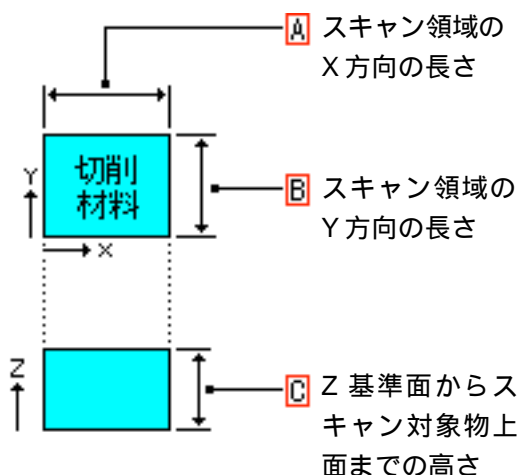 A スキャン領域の
X 方向の長さ
Y
切削
材料
X
B スキャン領域の
Y 方向の長さ
Z
C Z 基準面からス
キャン対象物上
面までの高さ